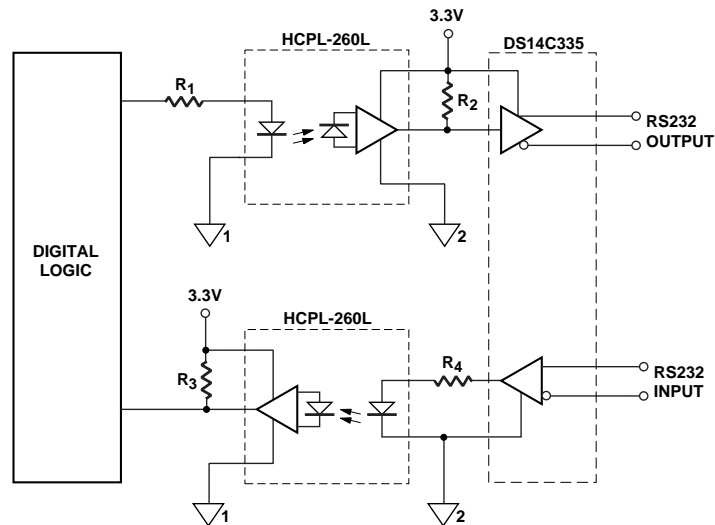 3.3V
HCPL-260L
DS14C335
R1
R2
RS232
OUTPUT
1
2
DIGITAL
LOGIC
3.3V
HCPL-260L
R3
R4
RS232
INPUT
1
2